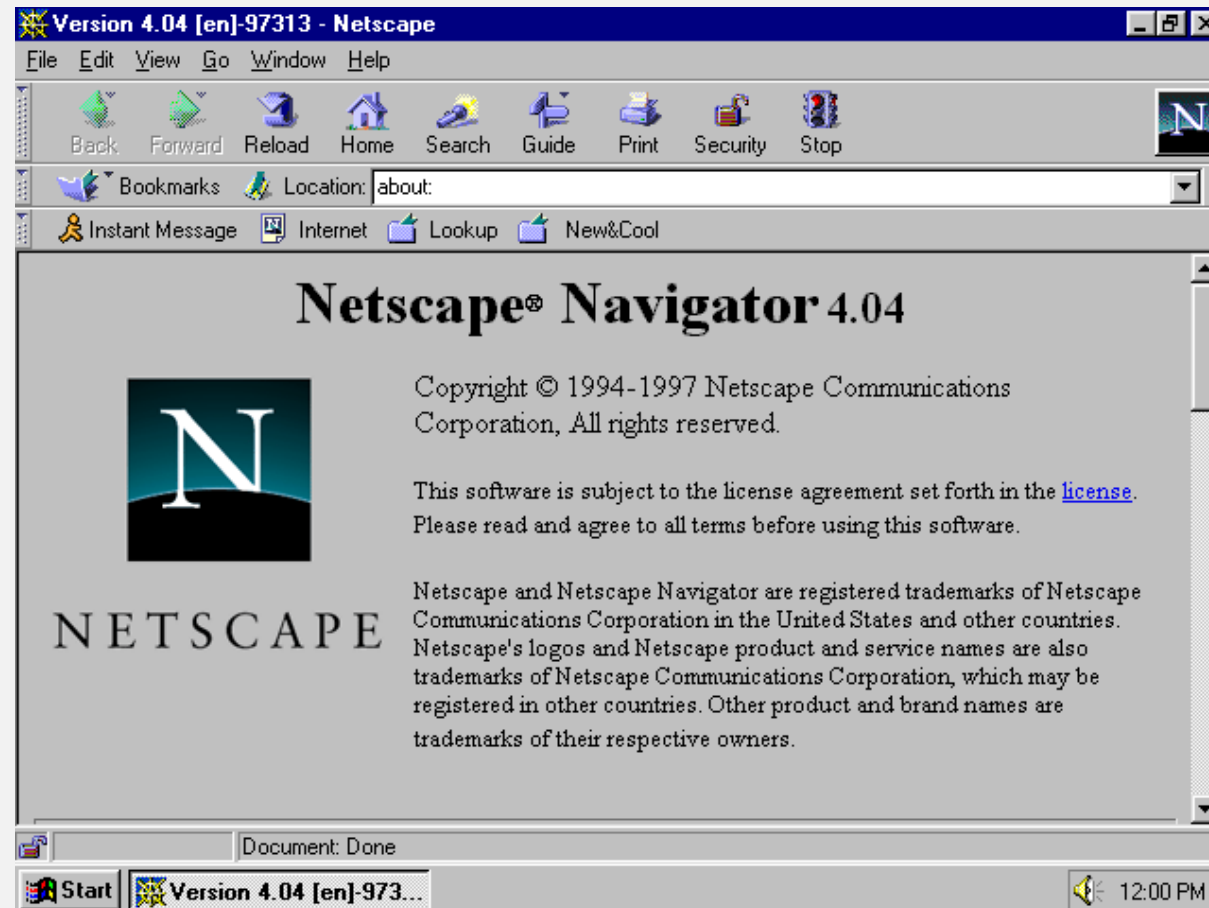 Version 4.04 [en]-97313 - Netscape
File Edit View Go Window Help
Back Forward Reload Home Search Guide Print Security Stop
N
Bookmarks Location: about:
Instant Message Internet Lookup New&Cool
Netscape® Navigator 4.04
N
NETSCAPE
Copyright © 1994-1997 Netscape Communications
Corporation, All rights reserved.
This software is subject to the license agreement set forth in the license.
Please read and agree to all terms before using this software.
Netscape and Netscape Navigator are registered trademarks of Netscape
Communications Corporation in the United States and other countries.
Netscape's logos and Netscape product and service names are also
trademarks of Netscape Communications Corporation, which may be
registered in other countries. Other product and brand names are
trademarks of their respective owners.
Document: Done
Start Version 4.04 [en]-973... 12:00 PM